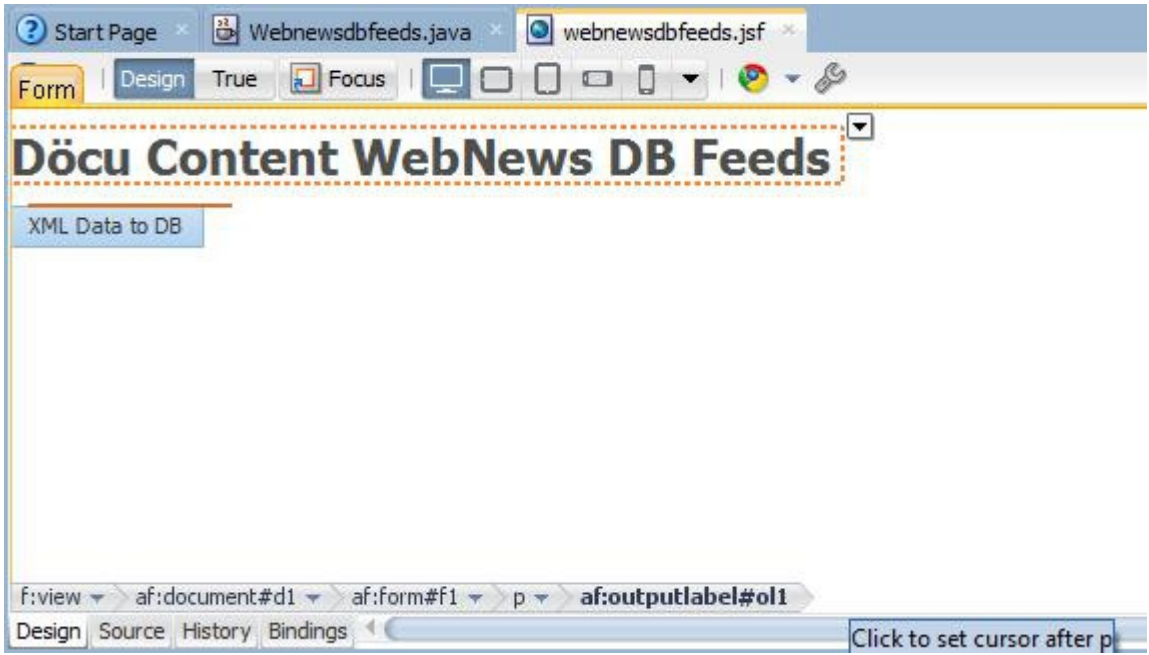 Start Page Webnewsdbfeeds.java webnewsdbfeeds.jsf
Form Design True Focus
Döcu Content WebNews DB Feeds
XML Data to DB
f:view af:document#d1 af:form#f1 p af:outputlabel#ol1
Design Source History Bindings
Click to set cursor after p